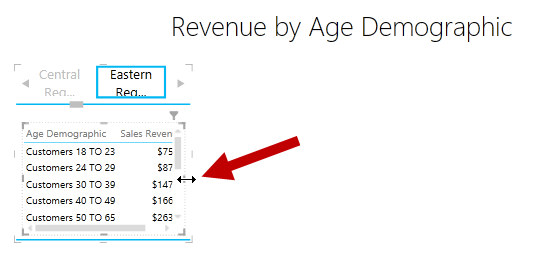 Revenue by Age Demographic
Central Reg...
Eastern Reg...
Age Demographic Sales Reven
Customers 18 TO 23 $75
Customers 24 TO 29 $87
Customers 30 TO 39 $147
Customers 40 TO 49 $166
Customers 50 TO 65 $263